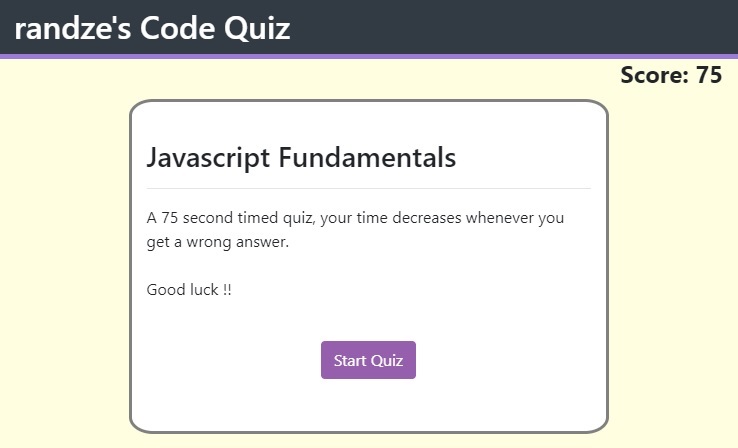 randze's Code Quiz
Score: 75
Javascript Fundamentals
A 75 second timed quiz, your time decreases whenever you
get a wrong answer.
Good luck !!
Start Quiz